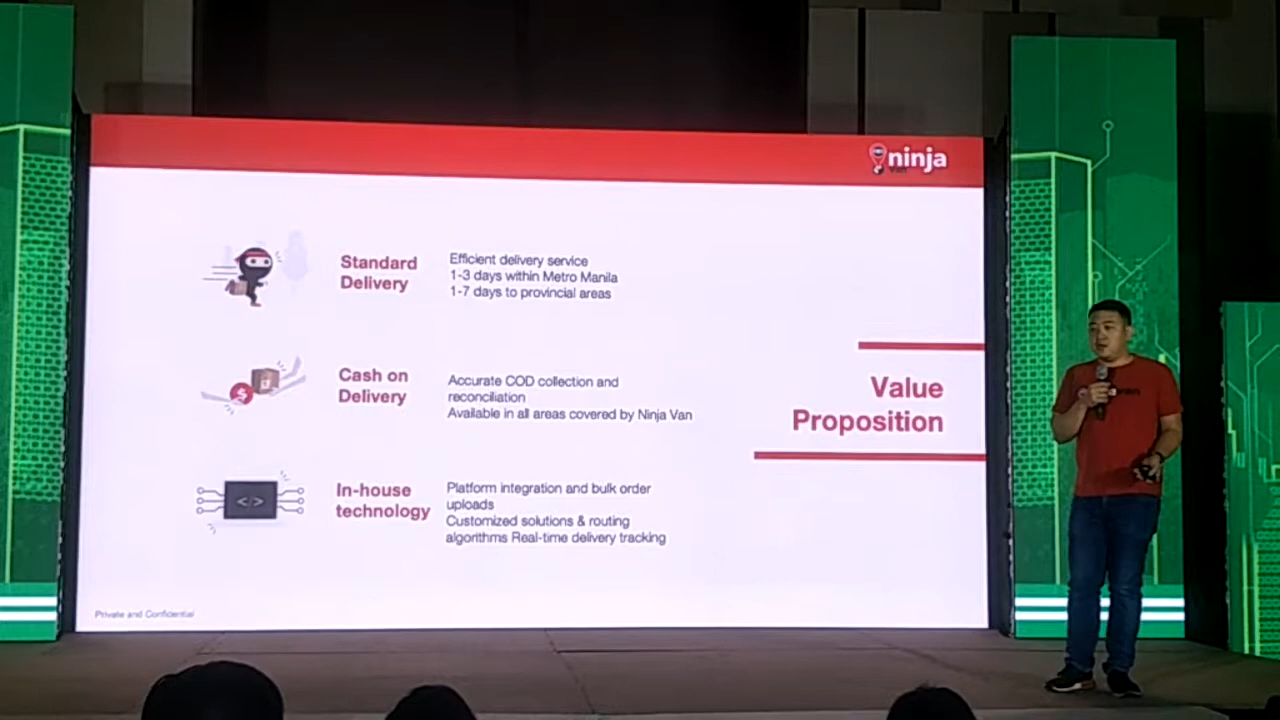 ninja
van
Standard
Delivery
Efficient delivery service
1-3 days within Metro Manila
1-7 days to provincial areas
Cash on
Delivery
Accurate COD collection and
reconciliation
Available in all areas covered by Ninja Van
In-house
technology
Platform integration and bulk order
uploads
Customized solutions & routing
algorithms Real-time delivery tracking
Value
Proposition
Private and Confidential